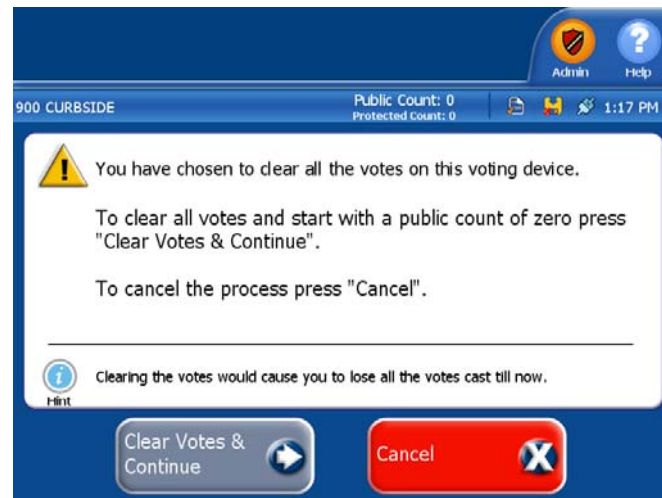 Admin Help
900 CURBSIDE Public Count: 0 1:17 PM
Protected Count: 0
You have chosen to clear all the votes on this voting device.
To clear all votes and start with a public count of zero press
"Clear Votes & Continue".
To cancel the process press "Cancel".
Clearing the votes would cause you to lose all the votes cast till now.
Hint
Clear Votes &
Continue
Cancel